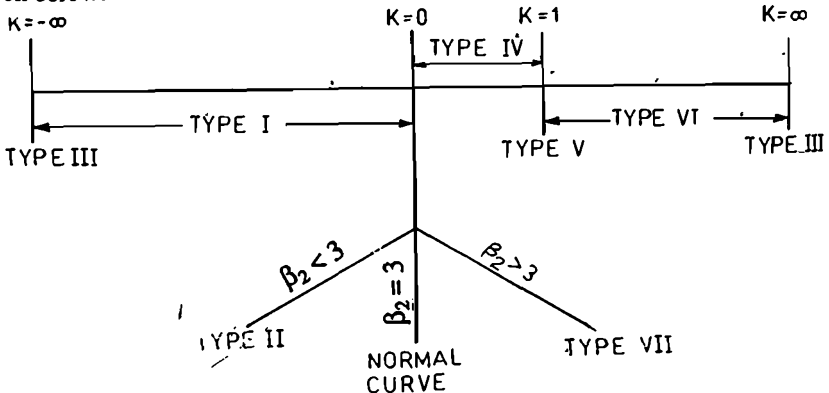 K=-∞ K=0 K=1 K=∞
TYPE IV
TYPE I TYPE VI
TYPE III TYPE V TYPE III
β₂<3 β₂=3 β₂>3
TYPE II TYPE VII
NORMAL
CURVE